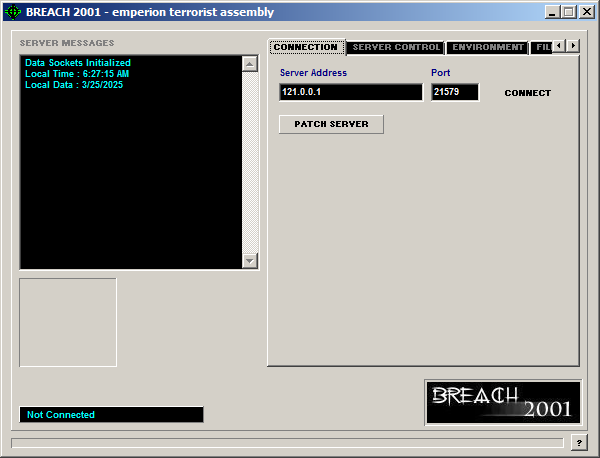 BREACH 2001 - emperion terrorist assembly
SERVER MESSAGES
Data Sockets Initialized
Local Time : 6:27:15 AM
Local Data : 3/25/2025
CONNECTION SERVER CONTROL ENVIRONMENT FIL
Server Address Port
121.0.0.1 21579 CONNECT
PATCH SERVER
Not Connected
BREACH
2001
?